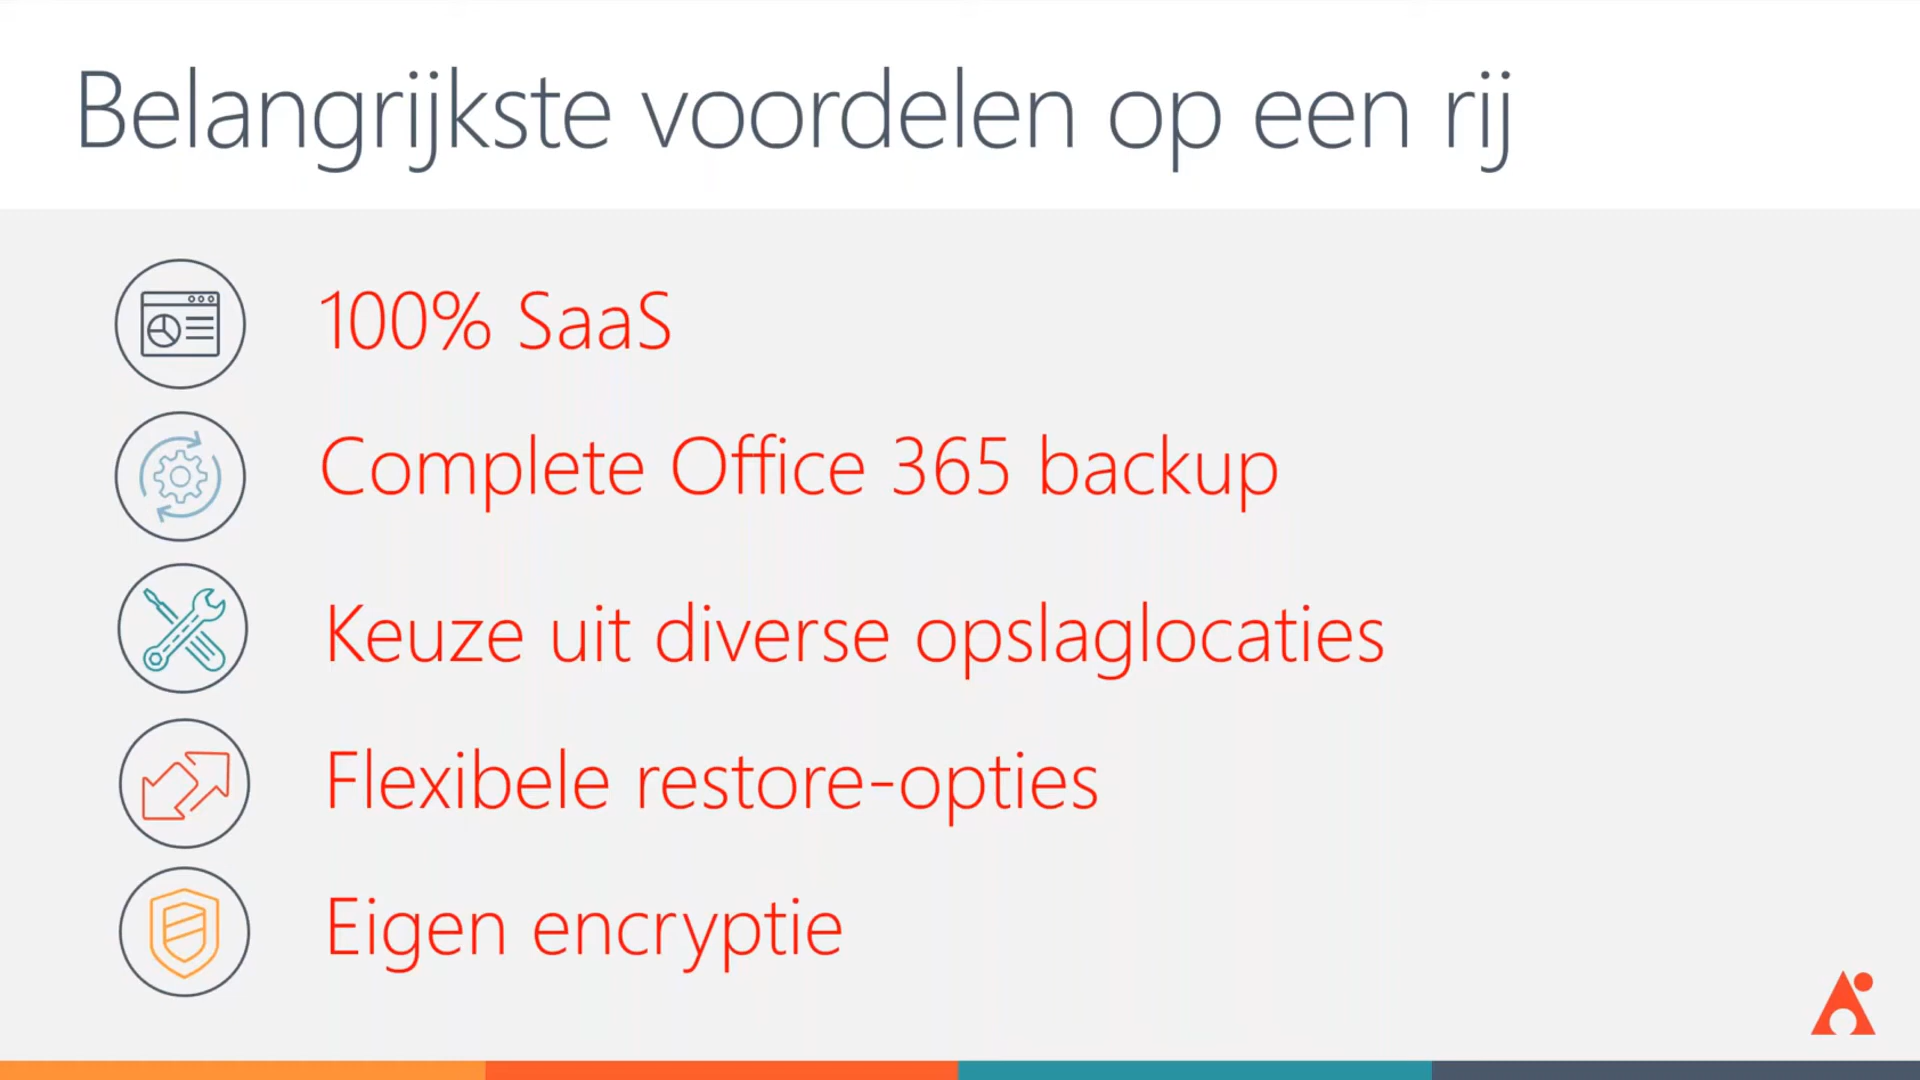 Belangrijkste voordelen op een rij
100% SaaS
Complete Office 365 backup
Keuze uit diverse opslaglocaties
Flexibele restore-opties
Eigen encryptie